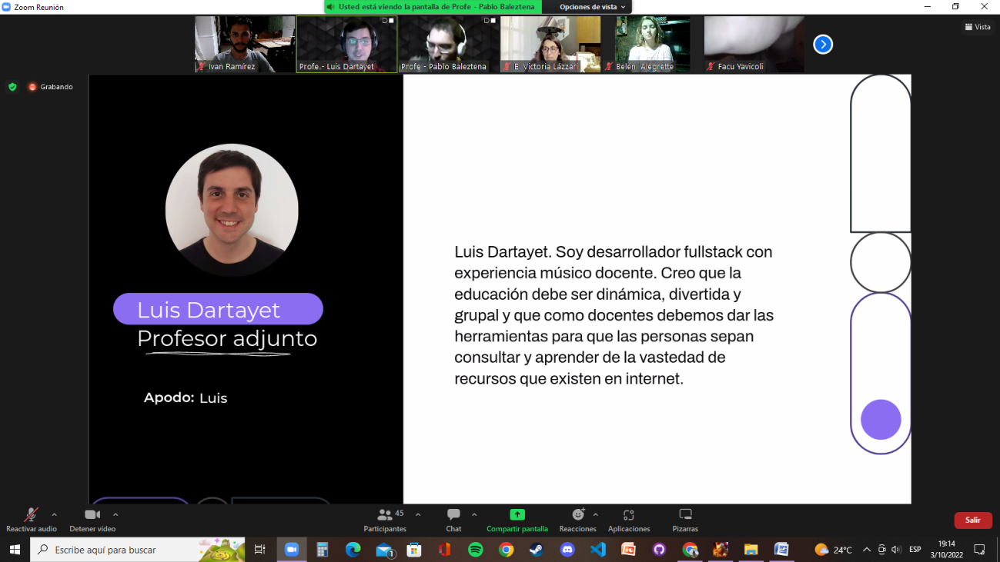 Zoom Reunión
Usted está viendo la pantalla de Profe - Pablo Baleztena
Opciones de vista
Vista
Ivan Ramírez
Profe.- Luis Dartayet
Profe - Pablo Baleztena
E. Victoria Lázzari
Belén Alegrette
Facu Yavicoli
Grabando
Luis Dartayet
Profesor adjunto
Apodo: Luis
Luis Dartayet. Soy desarrollador fullstack con
experiencia músico docente. Creo que la
educación debe ser dinámica, divertida y
grupal y que como docentes debemos dar las
herramientas para que las personas sepan
consultar y aprender de la vastedad de
recursos que existen en internet.
Reactivar audio
Detener video
45
Participantes
Chat
Compartir pantalla
Reacciones
Aplicaciones
Pizarras
Salir
Escribe aquí para buscar
1
24°C
ESP
19:14
3/10/2022